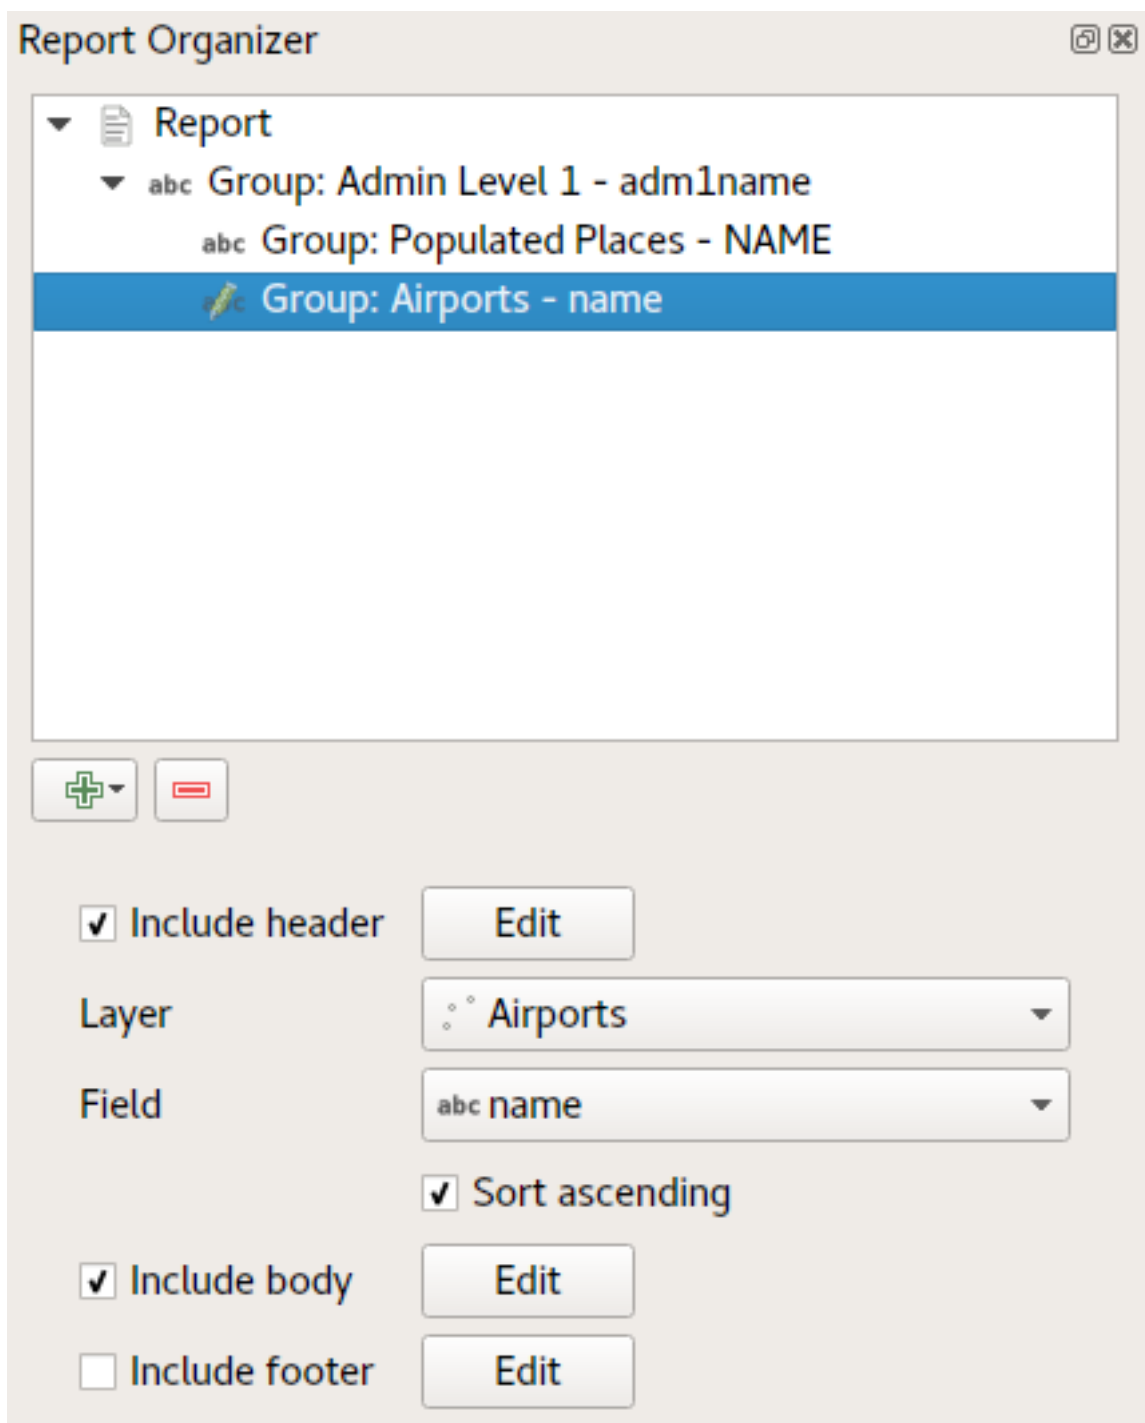 Report Organizer
Report
abc Group: Admin Level 1 - adm1name
abc Group: Populated Places - NAME
Group: Airports - name
Include header Edit
Layer Airports
Field abc name
Sort ascending
Include body Edit
Include footer Edit